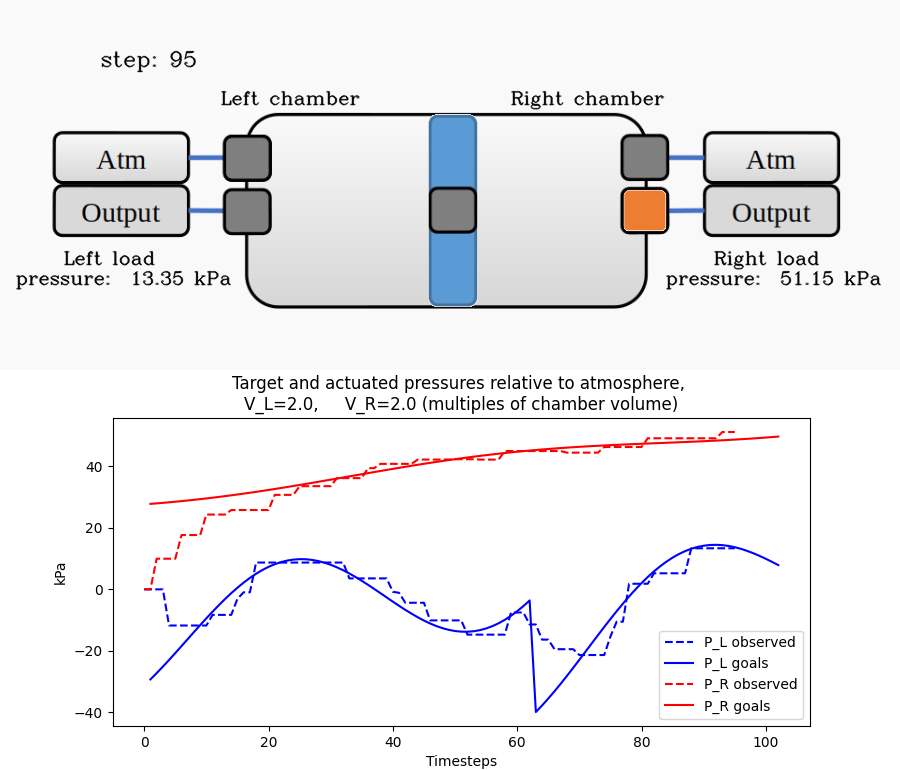 step: 95
Left chamber
Right chamber
Atm
Atm
Output
Output
Left load
pressure: 13.35 kPa
Right load
pressure: 51.15 kPa
Target and actuated pressures relative to atmosphere,
V_L=2.0, V_R=2.0 (multiples of chamber volume)
kPa
40
20
0
−20
−40
P_L observed
P_L goals
P_R observed
P_R goals
0 20 40 60 80 100
Timesteps